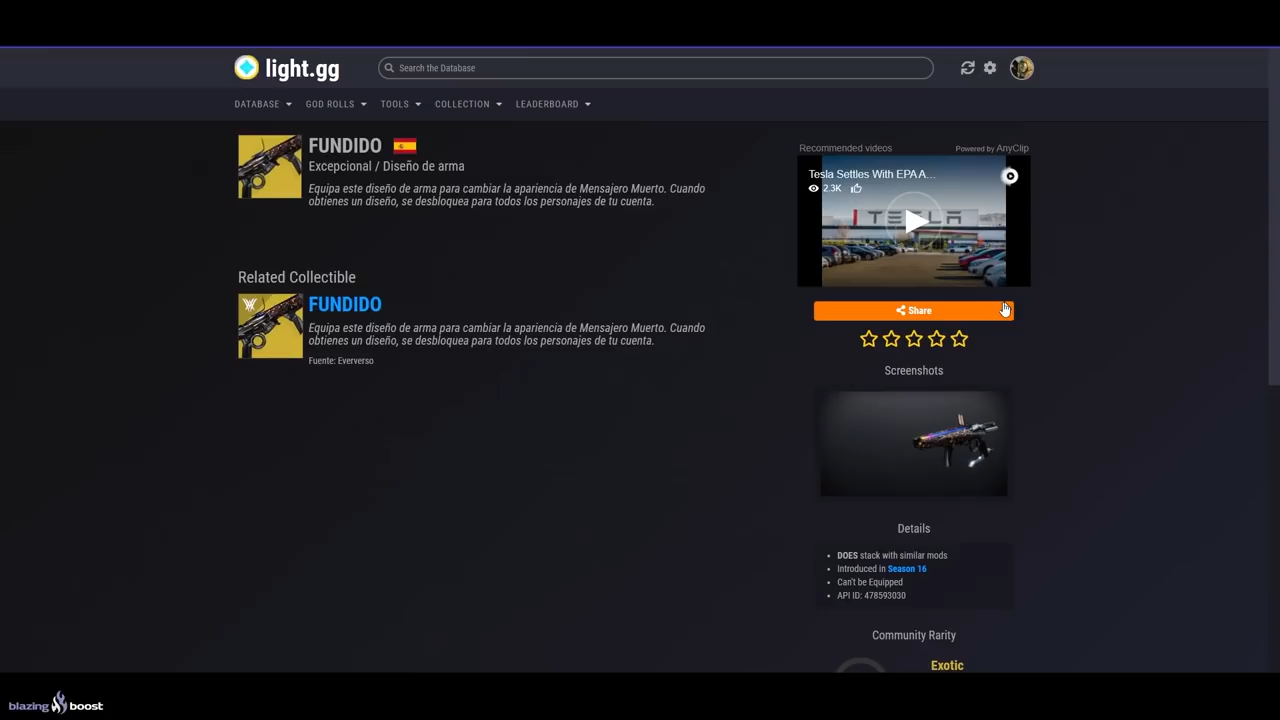 light.gg
Search the Database
DATABASE GOD ROLLS TOOLS COLLECTION LEADERBOARD
FUNDIDO
Excepcional / Diseño de arma
Equipa este diseño de arma para cambiar la apariencia de Mensajero Muerto. Cuando
obtienes un diseño, se desbloquea para todos los personajes de tu cuenta.
Recommended videos Powered by AnyClip
Tesla Settles With EPA A...
2.3K
TESLA
Share
Related Collectible
FUNDIDO
Equipa este diseño de arma para cambiar la apariencia de Mensajero Muerto. Cuando
obtienes un diseño, se desbloquea para todos los personajes de tu cuenta.
Fuente: Eververso
Screenshots
Details
DOES stack with similar mods
Introduced in Season 16
Can't be Equipped
API ID: 478593030
Community Rarity
Exotic
blazing boost